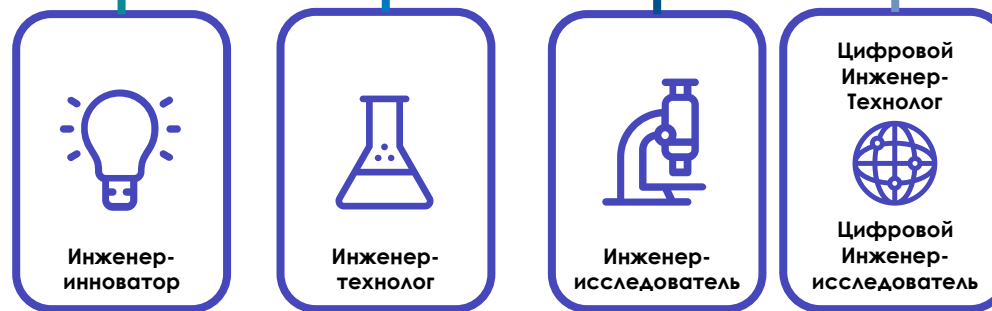 Инженер-
инноватор
Инженер-
технолог
Инженер-
исследователь
Цифровой
Инженер-
Технолог
Цифровой
Инженер-
исследователь